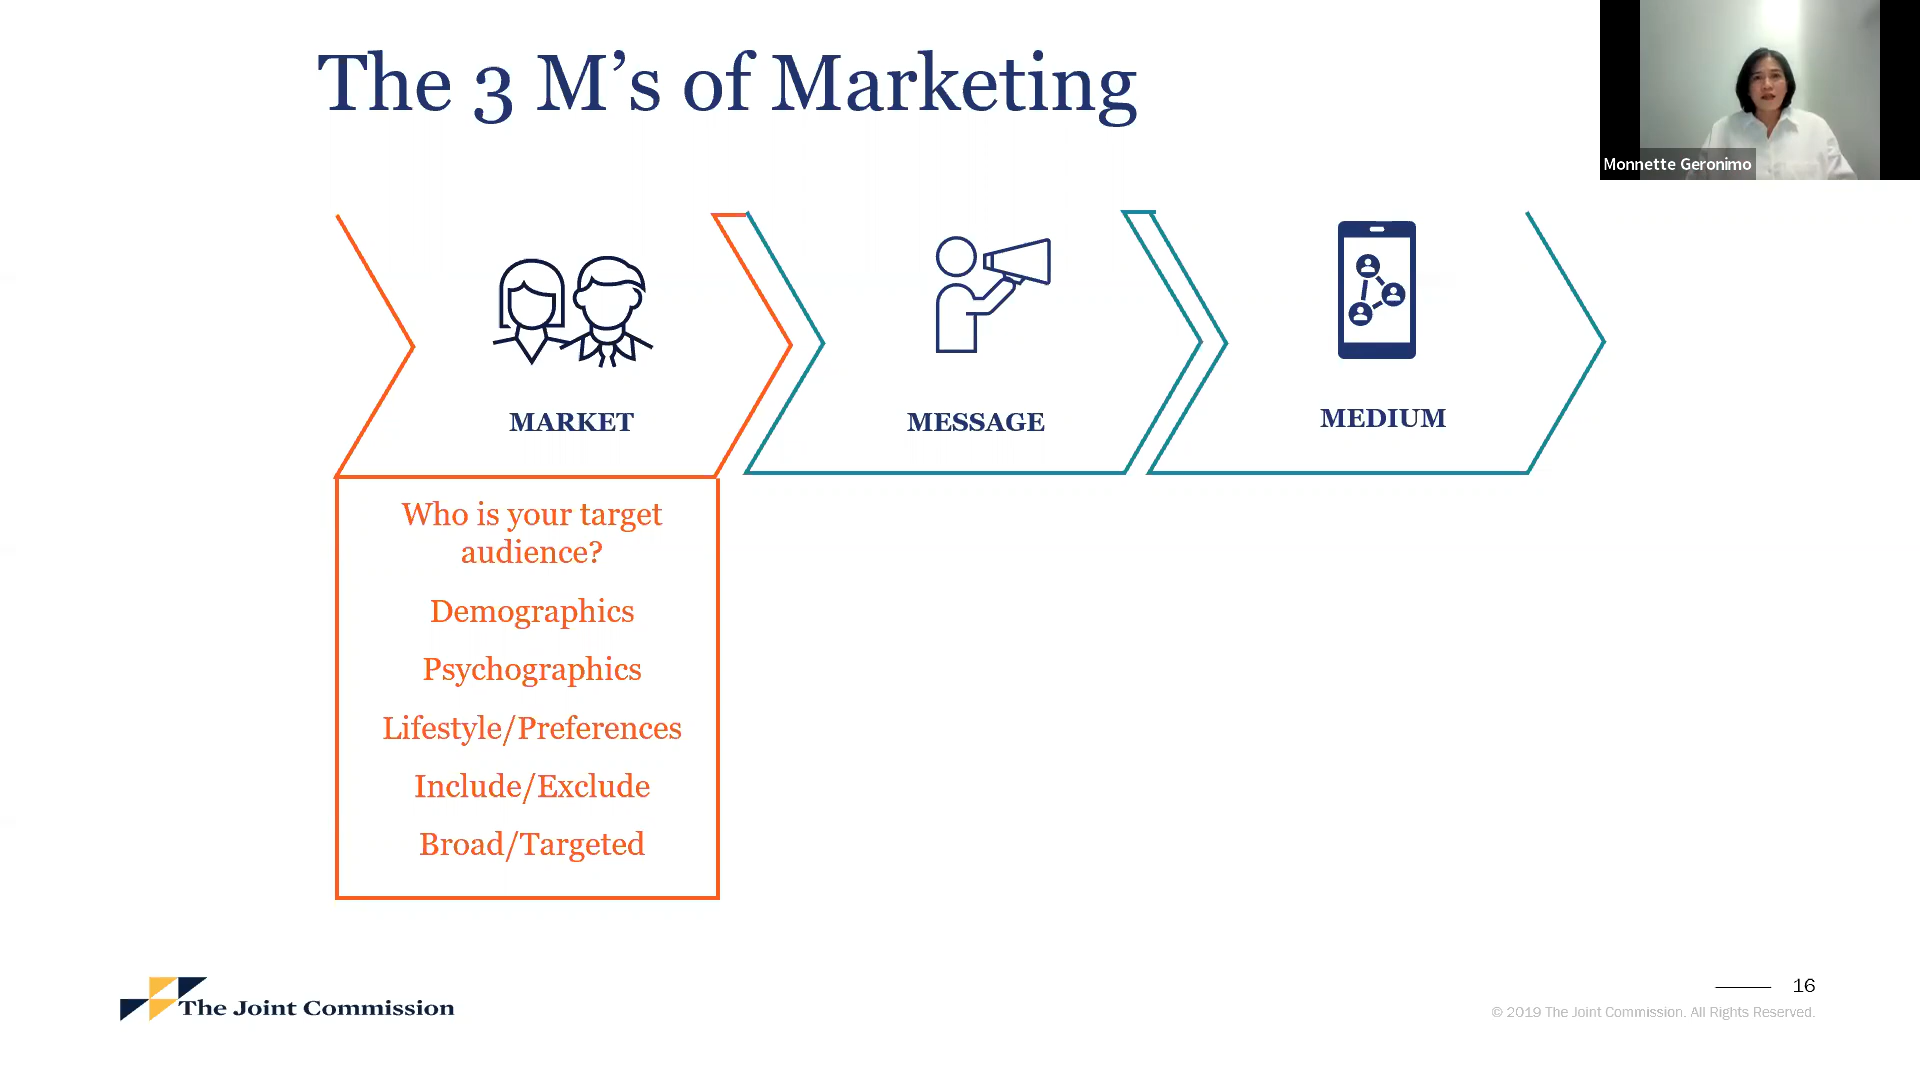 The 3 M’s of Marketing
Monnette Geronimo
MARKET
MESSAGE
MEDIUM
Who is your target
audience?
Demographics
Psychographics
Lifestyle/Preferences
Include/Exclude
Broad/Targeted
The Joint Commission
16
© 2019 The Joint Commission. All Rights Reserved.